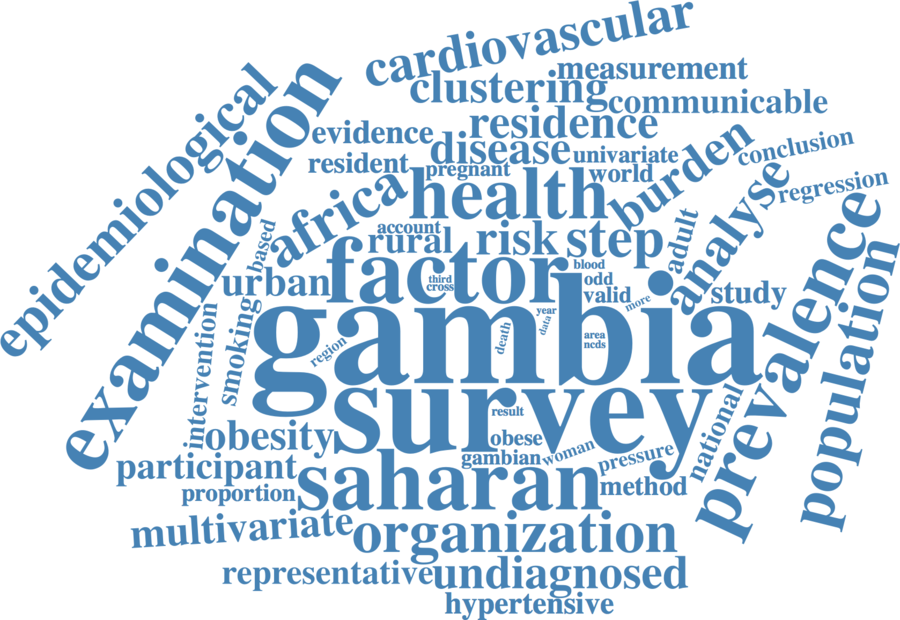 cardiovascular
measurement
clustering
communicable
epidemiological
examination
evidence
residence
disease
univariate
burden
conclusion
resident
pregnant
world
africa
health
analyse
regression
account
rural
risk
step
adult
based
urban
factor
third
cross
blood
odd
valid
more
study
prevalence
population
gambia
year
data
death
area
ncds
region
smoking
intervention
survey
result
obesity
obese
gambian
woman
pressure
national
participant
proportion
saharan
method
multivariate
organization
representative
undiagnosed
hypertensive